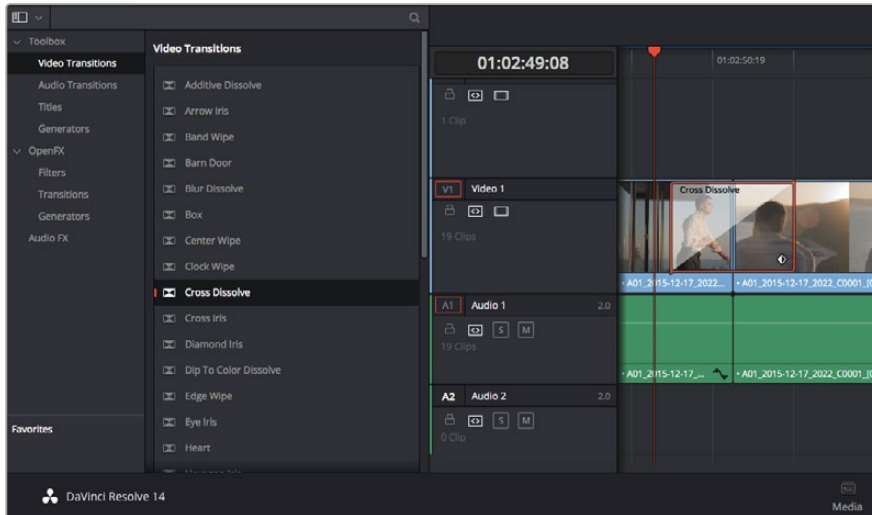 Toolbox
Video Transitions
Audio Transitions
Titles
Generators
OpenFX
Filters
Transitions
Generators
Audio FX
Favorites
Video Transitions
Additive Dissolve
Arrow Iris
Band Wipe
Barn Door
Blur Dissolve
Box
Center Wipe
Clock Wipe
Cross Dissolve
Cross Iris
Diamond Iris
Dip To Color Dissolve
Edge Wipe
Eye Iris
Heart
01:02:49:08
1 Clip
V1 Video 1
19 Clips
A1 Audio 1 2.0
S M
19 Clips
A2 Audio 2 2.0
S M
0 Clip
01:02:50:19
Cross Dissolve
• A01_2015-12-17_2022... • A01_2015-12-17_2022_C0001_[0
• A01_2015-12-17_... • A01_2015-12-17_2022_C0001_[0
DaVinci Resolve 14
Media